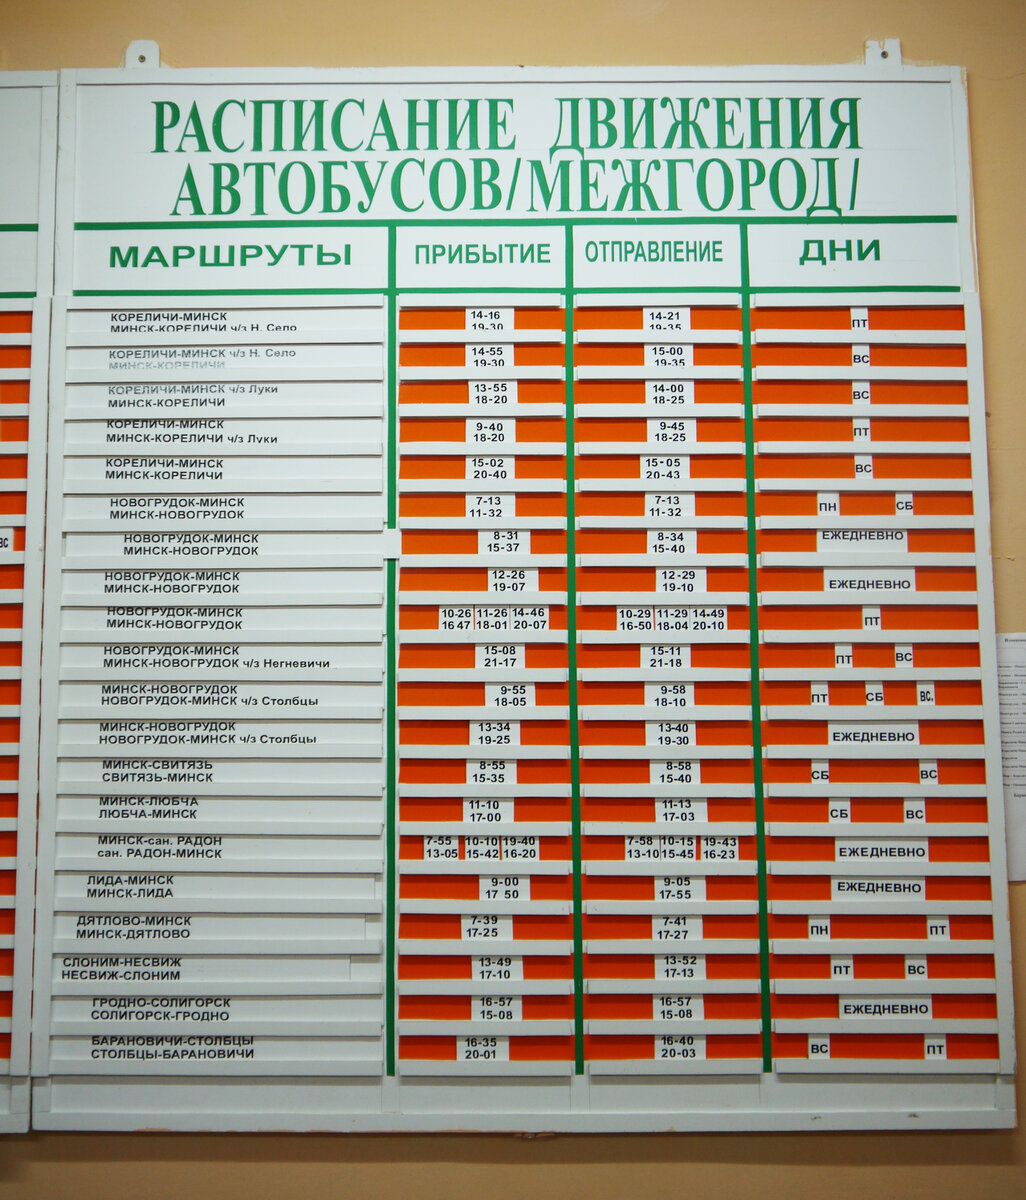 РАСПИСАНИЕ ДВИЖЕНИЯ
АВТОБУСОВ/МЕЖГОРОД/
МАРШРУТЫ ПРИБЫТИЕ ОТПРАВЛЕНИЕ ДНИ
КОРЕЛИЧИ-МИНСК 14-16 14-21
МИНСК-КОРЕЛИЧИ ч/з Н. Село 19-30 19-35 ПТ
КОРЕЛИЧИ-МИНСК ч/з Н. Село 14-55 15-00
МИНСК-КОРЕЛИЧИ 19-30 19-35 ВС
КОРЕЛИЧИ-МИНСК ч/з Луки 13-55 14-00
МИНСК-КОРЕЛИЧИ 18-20 18-25 ВС
КОРЕЛИЧИ-МИНСК 9-40 9-45
МИНСК-КОРЕЛИЧИ ч/з Луки 18-20 18-25 ПТ
КОРЕЛИЧИ-МИНСК 15-02 15-05
МИНСК-КОРЕЛИЧИ 20-40 20-43 ВС
НОВОГРУДОК-МИНСК 7-13 7-13
МИНСК-НОВОГРУДОК 11-32 11-32 ПН СБ
НОВОГРУДОК-МИНСК 8-31 8-34 ЕЖЕДНЕВНО
МИНСК-НОВОГРУДОК 15-37 15-40
НОВОГРУДОК-МИНСК 12-26 12-29
МИНСК-НОВОГРУДОК 19-07 19-10 ЕЖЕДНЕВНО
НОВОГРУДОК-МИНСК 10-26 11-26 14-46 10-29 11-29 14-49
МИНСК-НОВОГРУДОК 16 47 18-01 20-07 16-50 18-04 20-10 ПТ
НОВОГРУДОК-МИНСК 15-08 15-11
МИНСК-НОВОГРУДОК ч/з Негневичи 21-17 21-18 ПТ ВС
МИНСК-НОВОГРУДОК 9-55 9-58
НОВОГРУДОК-МИНСК ч/з Столбцы 18-05 18-10 ПТ СБ ВС.
МИНСК-НОВОГРУДОК 13-34 13-40
НОВОГРУДОК-МИНСК ч/з Столбцы 19-25 19-30 ЕЖЕДНЕВНО
МИНСК-СВИТЯЗЬ 8-55 8-58
СВИТЯЗЬ-МИНСК 15-35 15-40 СБ ВС
МИНСК-ЛЮБЧА 11-10 11-13
ЛЮБЧА-МИНСК 17-00 17-03 СБ ВС
МИНСК-сан. РАДОН 7-55 10-10 19-40 7-58 10-15 19-43
сан. РАДОН-МИНСК 13-05 15-42 16-20 13-10 15-45 16-23 ЕЖЕДНЕВНО
ЛИДА-МИНСК 9-00 9-05 ЕЖЕДНЕВНО
МИНСК-ЛИДА 17 50 17-55
ДЯТЛОВО-МИНСК 7-39 7-41
МИНСК-ДЯТЛОВО 17-25 17-27 ПН ПТ
СЛОНИМ-НЕСВИЖ 13-49 13-52
НЕСВИЖ-СЛОНИМ 17-10 17-13 ПТ ВС
ГРОДНО-СОЛИГОРСК 16-57 16-57
СОЛИГОРСК-ГРОДНО 15-08 15-08 ЕЖЕДНЕВНО
БАРАНОВИЧИ-СТОЛБЦЫ 16-35 16-40
СТОЛБЦЫ-БАРАНОВИЧИ 20-01 20-03 ВС ПТ
ВС